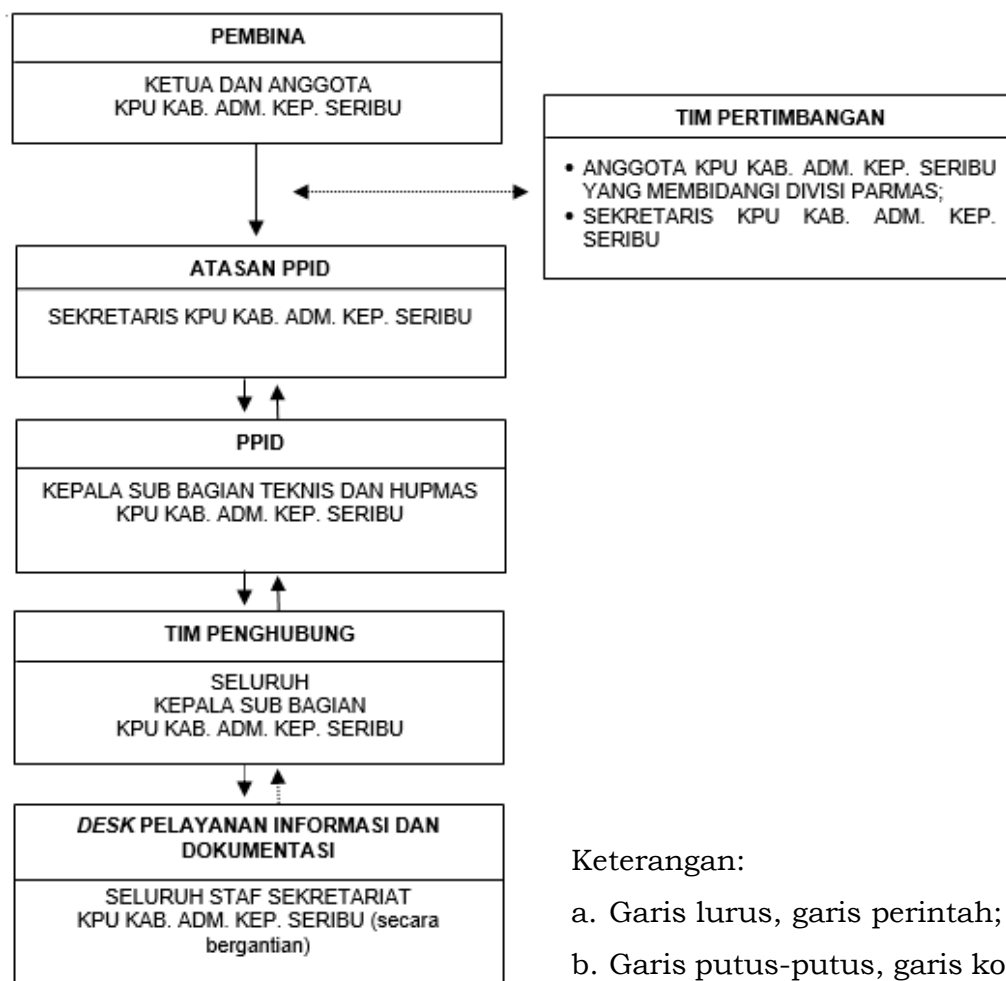 PEMBINA
KETUA DAN ANGGOTA
KPU KAB. ADM. KEP. SERIBU
TIM PERTIMBANGAN
• ANGGOTA KPU KAB. ADM. KEP. SERIBU
YANG MEMBIDANGI DIVISI PARMAS;
• SEKRETARIS KPU KAB. ADM. KEP.
SERIBU
ATASAN PPID
SEKRETARIS KPU KAB. ADM. KEP. SERIBU
PPID
KEPALA SUB BAGIAN TEKNIS DAN HUPMAS
KPU KAB. ADM. KEP. SERIBU
TIM PENGHUBUNG
SELURUH
KEPALA SUB BAGIAN
KPU KAB. ADM. KEP. SERIBU
DESK PELAYANAN INFORMASI DAN
DOKUMENTASI
SELURUH STAF SEKRETARIAT
KPU KAB. ADM. KEP. SERIBU (secara
bergantian)
Keterangan:
a. Garis lurus, garis perintah;
b. Garis putus-putus, garis